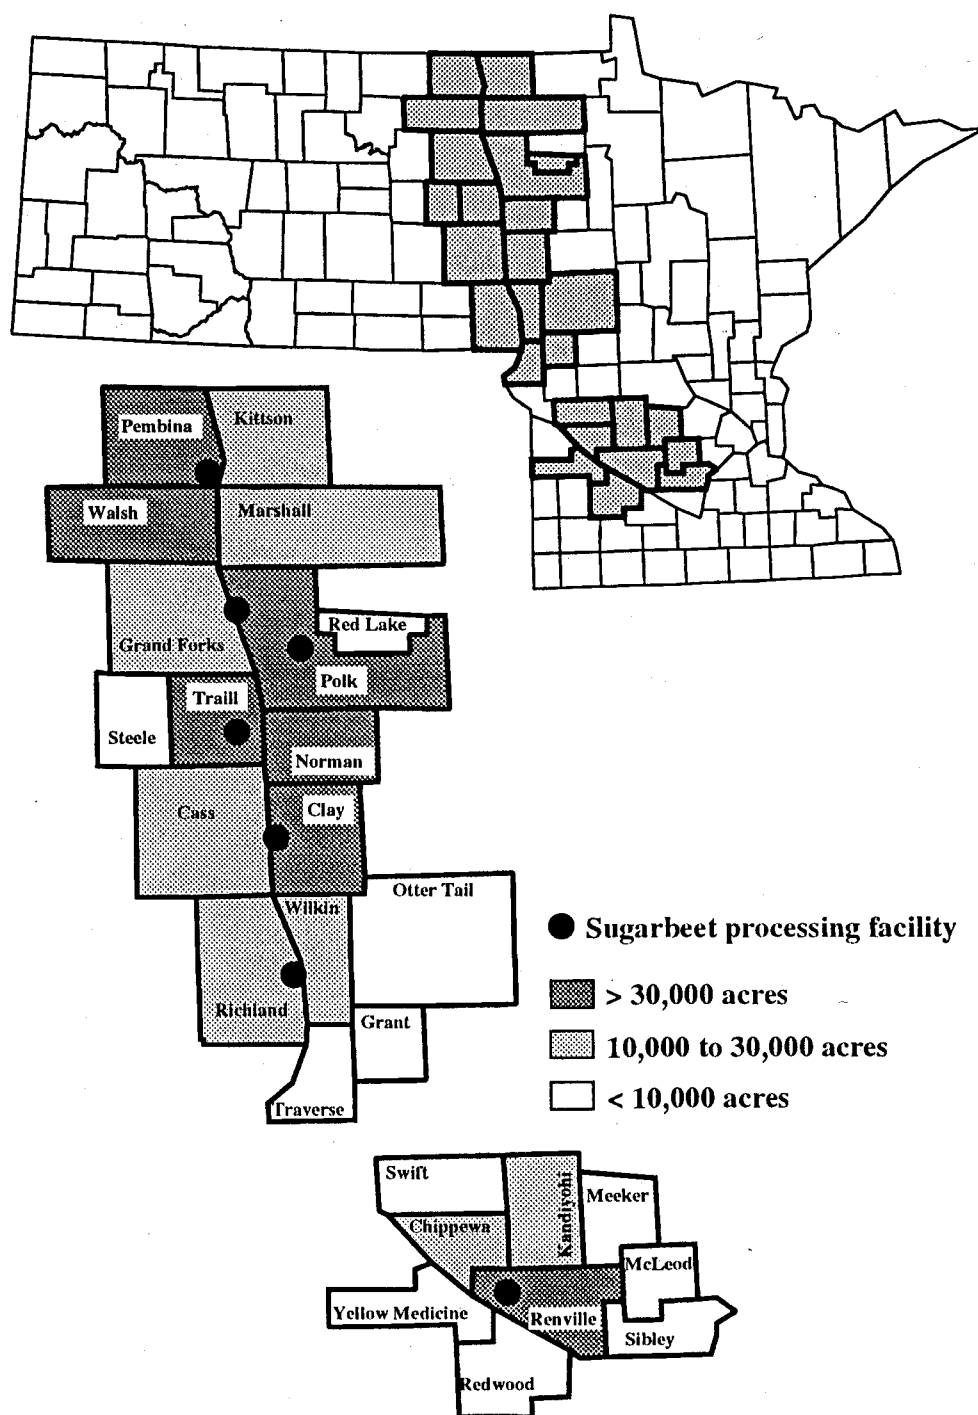 Pembina
Kittson
Walsh
Marshall
Grand Forks
Red Lake
Polk
Traill
Steele
Norman
Cass
Clay
Otter Tail
Wilkin
Richland
Grant
Traverse
Sugarbeet processing facility
> 30,000 acres
10,000 to 30,000 acres
< 10,000 acres
Swift
Kandiyohi
Meeker
Chippewa
McLeod
Yellow Medicine
Renville
Sibley
Redwood